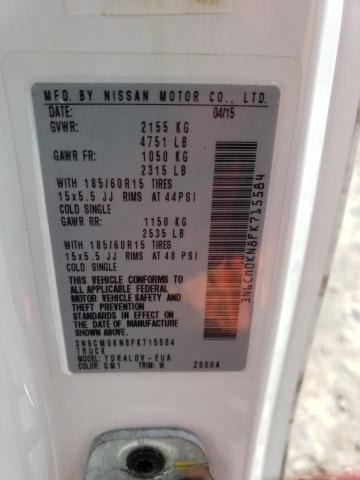 MFD. BY NISSAN MOTOR CO., LTD.
DATE: 04/15
GVWR: 2155 KG
4751 LB
GAWR FR: 1050 KG
2315 LB
WITH 185/60R15 TIRES
15x5.5 JJ RIMS AT 44PSI
COLD SINGLE
GAWR RR: 1150 KG
2535 LB
WITH 185/60R15 TIRES
15x5.5 JJ RIMS AT 48 PSI
COLD SINGLE
THIS VEHICLE CONFORMS TO
ALL APPLICABLE FEDERAL
MOTOR VEHICLE SAFETY
AND THEFT PREVENTION
STANDARDS IN EFFECT ON
THE DATE OF MANUFACTURE
SHOWN ABOVE.
3N6CM0KN8FK715584
TRUCK
MODEL: YDRALDV-EUA
COLOR: QM1 TRIM: W 2S00A
3N6CM0KN8FK715584